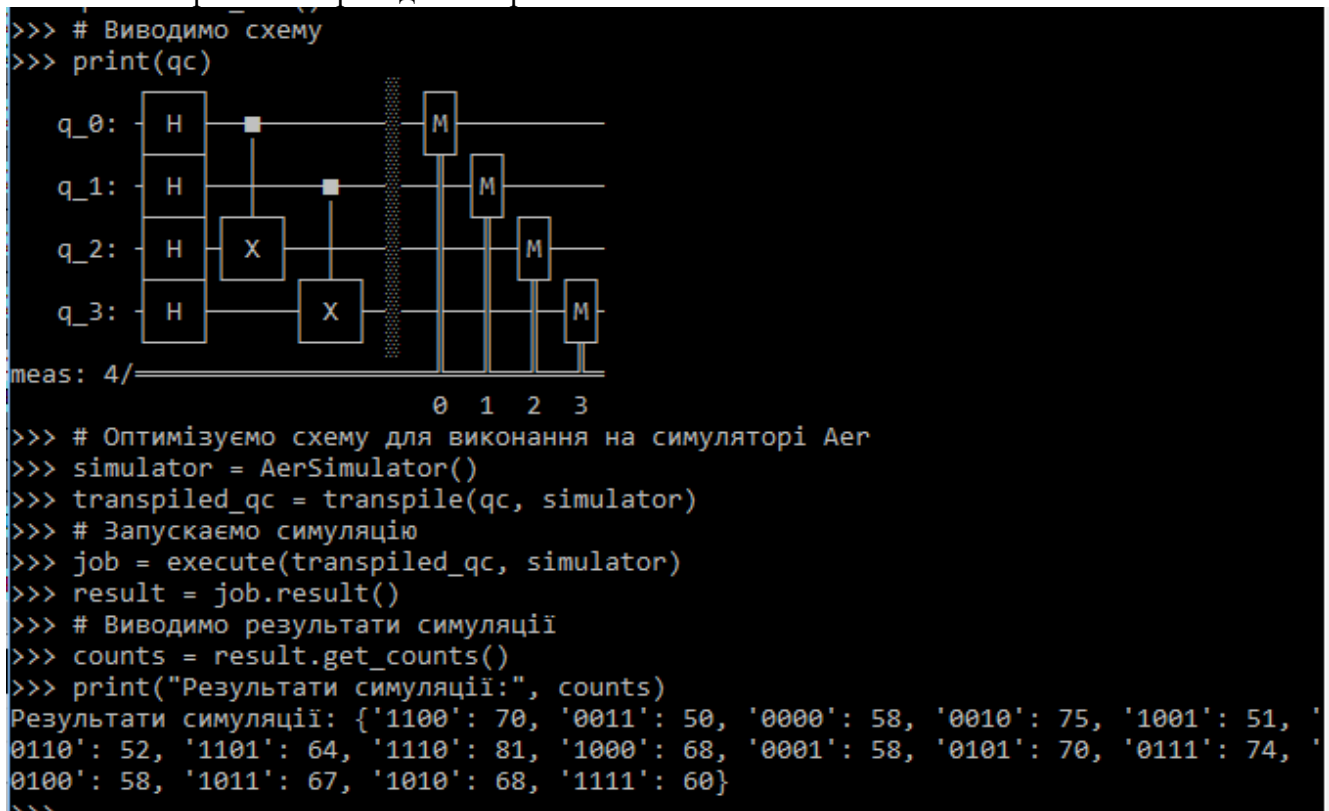 >>> # Виводимо схему
>>> print(qc)
q_0: H M
q_1: H M
q_2: H X M
q_3: H X M
meas: 4/
0 1 2 3
>>> # Оптимізуємо схему для виконання на симуляторі Aer
>>> simulator = AerSimulator()
>>> transpiled_qc = transpile(qc, simulator)
>>> # Запускаємо симуляцію
>>> job = execute(transpiled_qc, simulator)
>>> result = job.result()
>>> # Виводимо результати симуляції
>>> counts = result.get_counts()
>>> print("Результати симуляції:", counts)
Результати симуляції: {'1100': 70, '0011': 50, '0000': 58, '0010': 75, '1001': 51, '
0110': 52, '1101': 64, '1110': 81, '1000': 68, '0001': 58, '0101': 70, '0111': 74, '
0100': 58, '1011': 67, '1010': 68, '1111': 60}
>>>